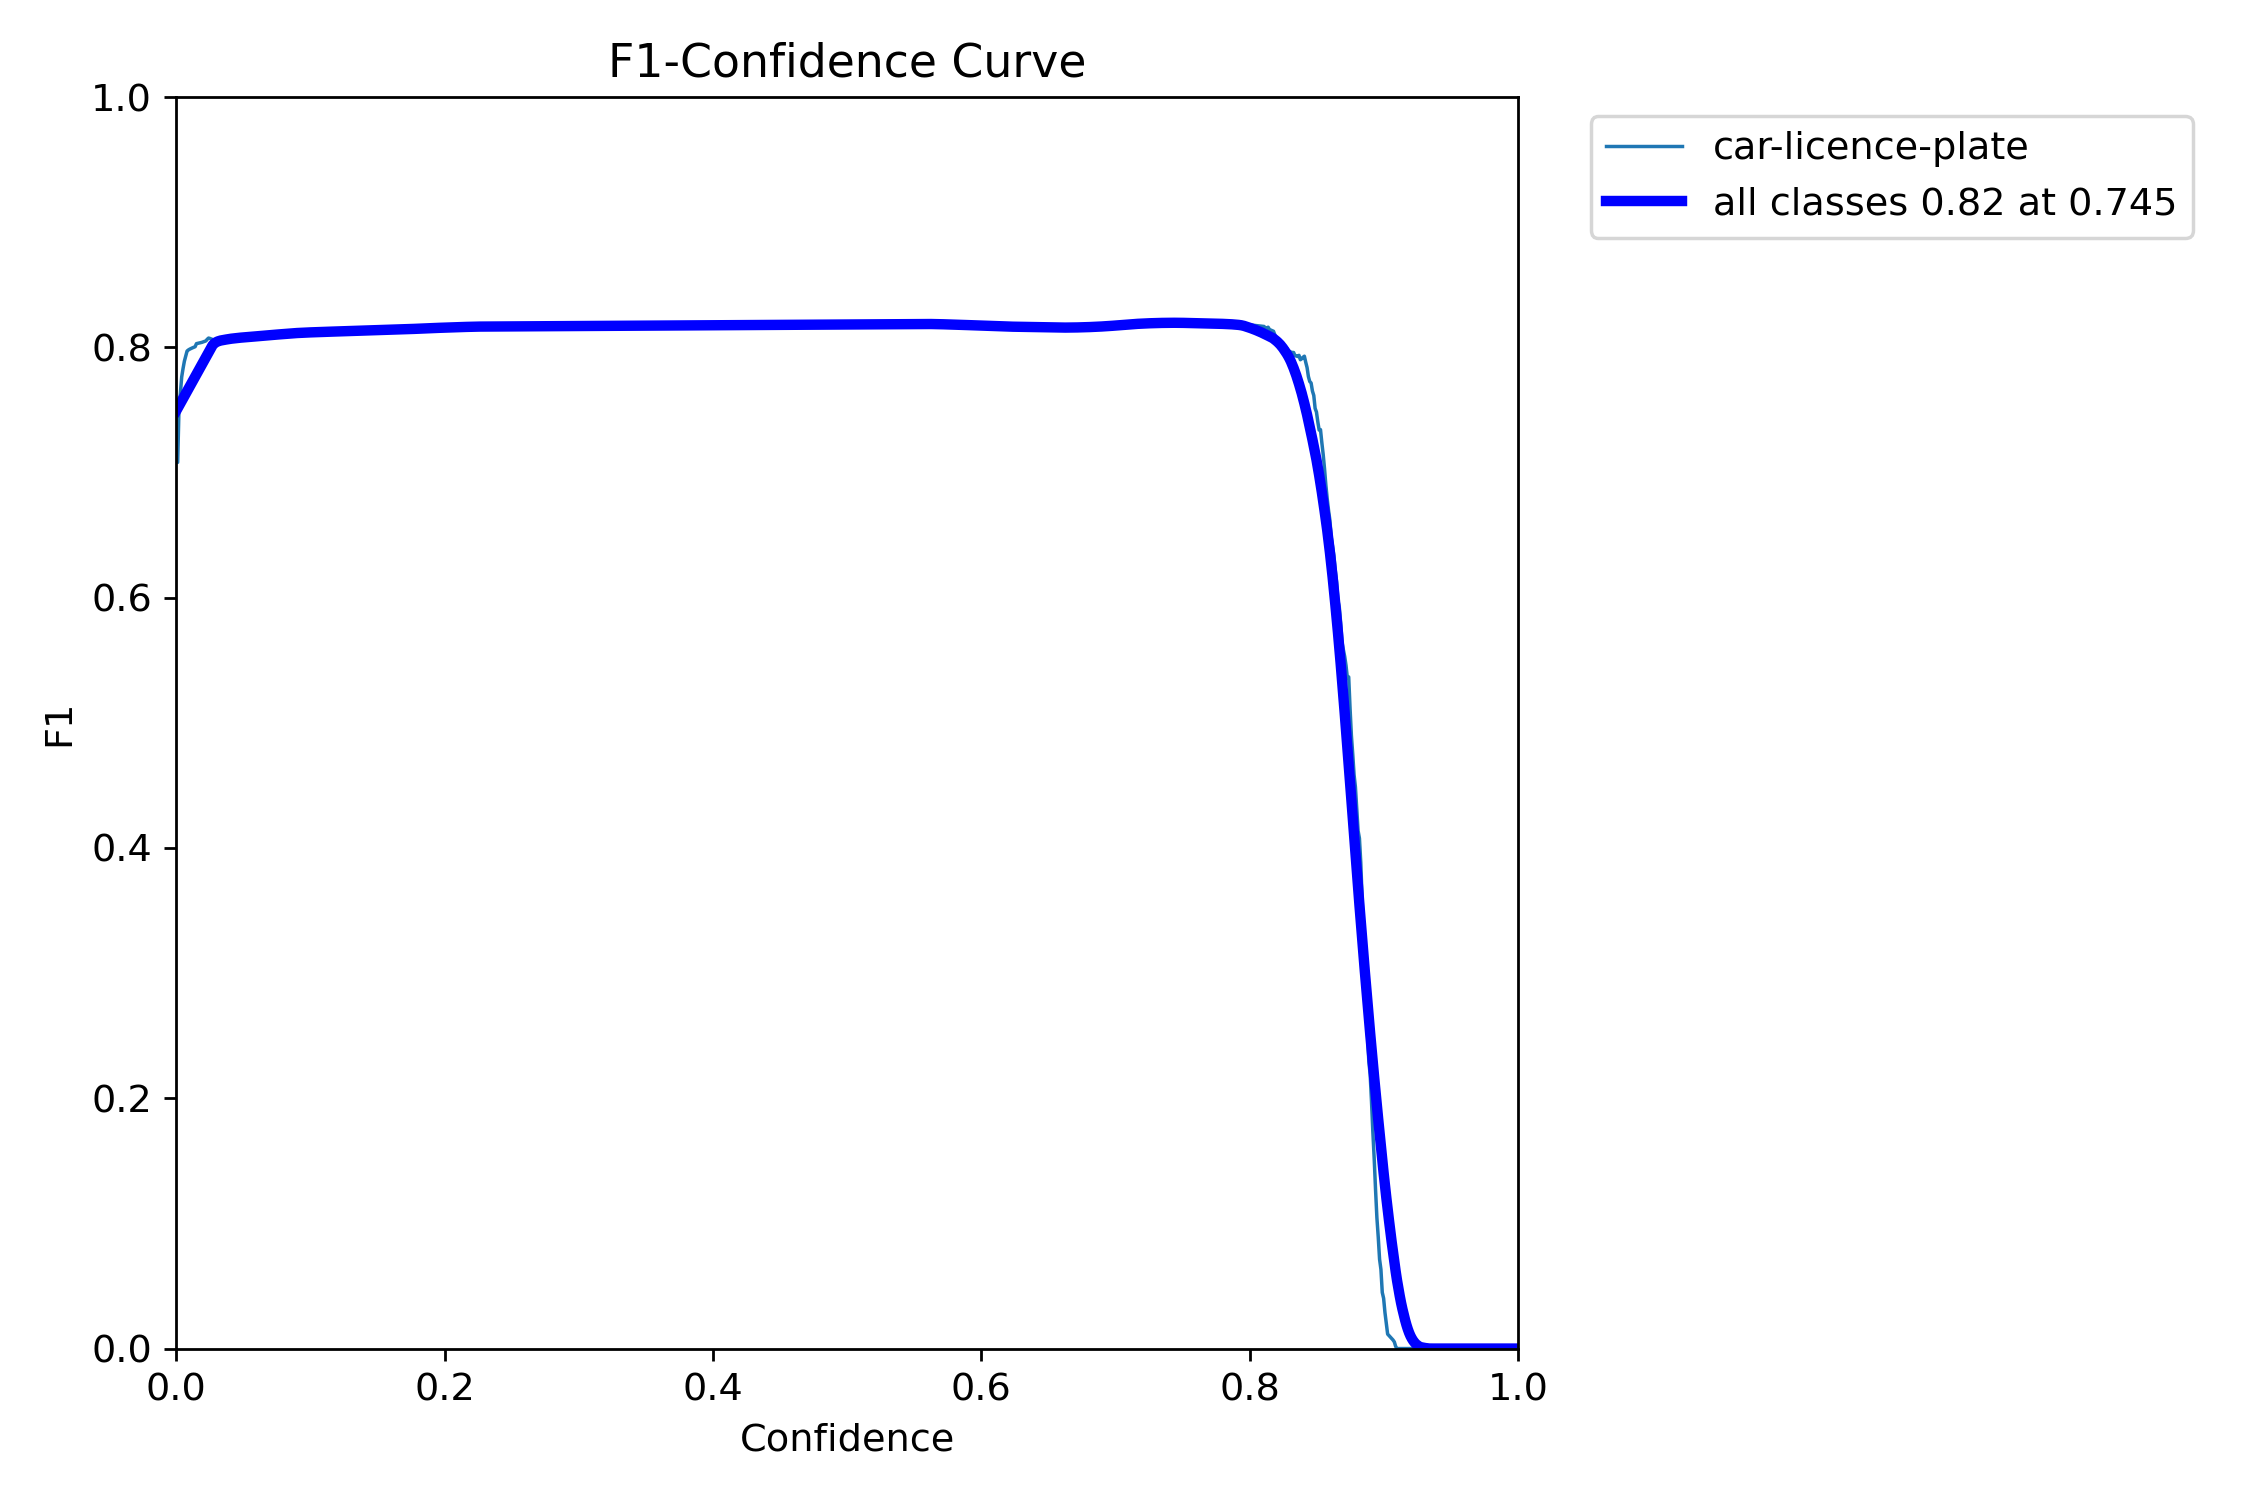 F1-Confidence Curve
1.0
0.8
0.6
0.4
0.2
0.0
F1
0.0 0.2 0.4 0.6 0.8 1.0
Confidence
car-licence-plate
all classes 0.82 at 0.745